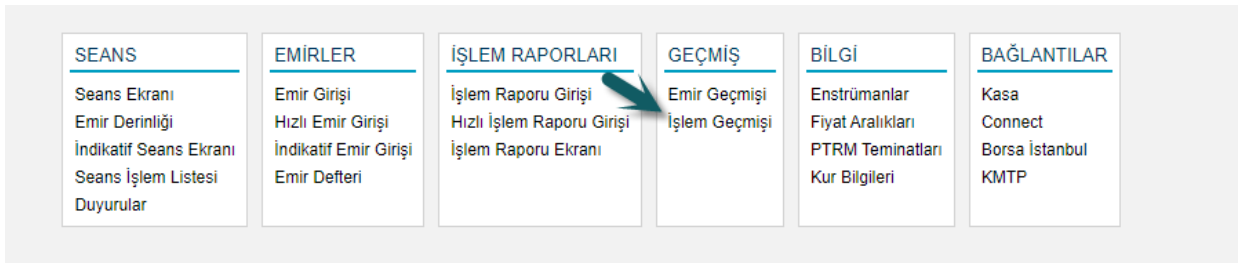 SEANS
Seans Ekranı
Emir Derinliği
İndikatif Seans Ekranı
Seans İşlem Listesi
Duyurular
EMİRLER
Emir Girişi
Hızlı Emir Girişi
İndikatif Emir Girişi
Emir Defteri
İŞLEM RAPORLARI
İşlem Raporu Girişi
Hızlı İşlem Raporu Girişi
İşlem Raporu Ekranı
GEÇMİŞ
Emir Geçmişi
İşlem Geçmişi
BİLGİ
Enstrümanlar
Fiyat Aralıkları
PTRM Teminatları
Kur Bilgileri
BAĞLANTILAR
Kasa
Connect
Borsa İstanbul
KMTP